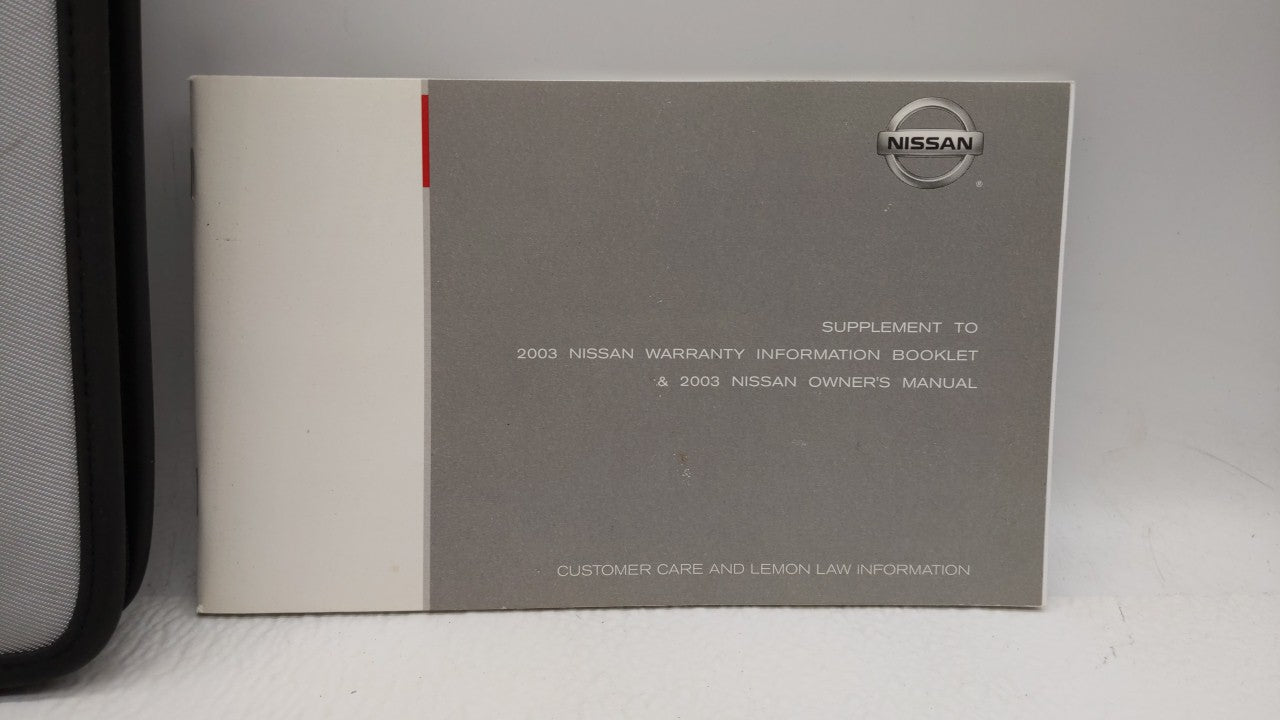 NISSAN
®
SUPPLEMENT TO
2003 NISSAN WARRANTY INFORMATION BOOKLET
& 2003 NISSAN OWNER'S MANUAL
CUSTOMER CARE AND LEMON LAW INFORMATION